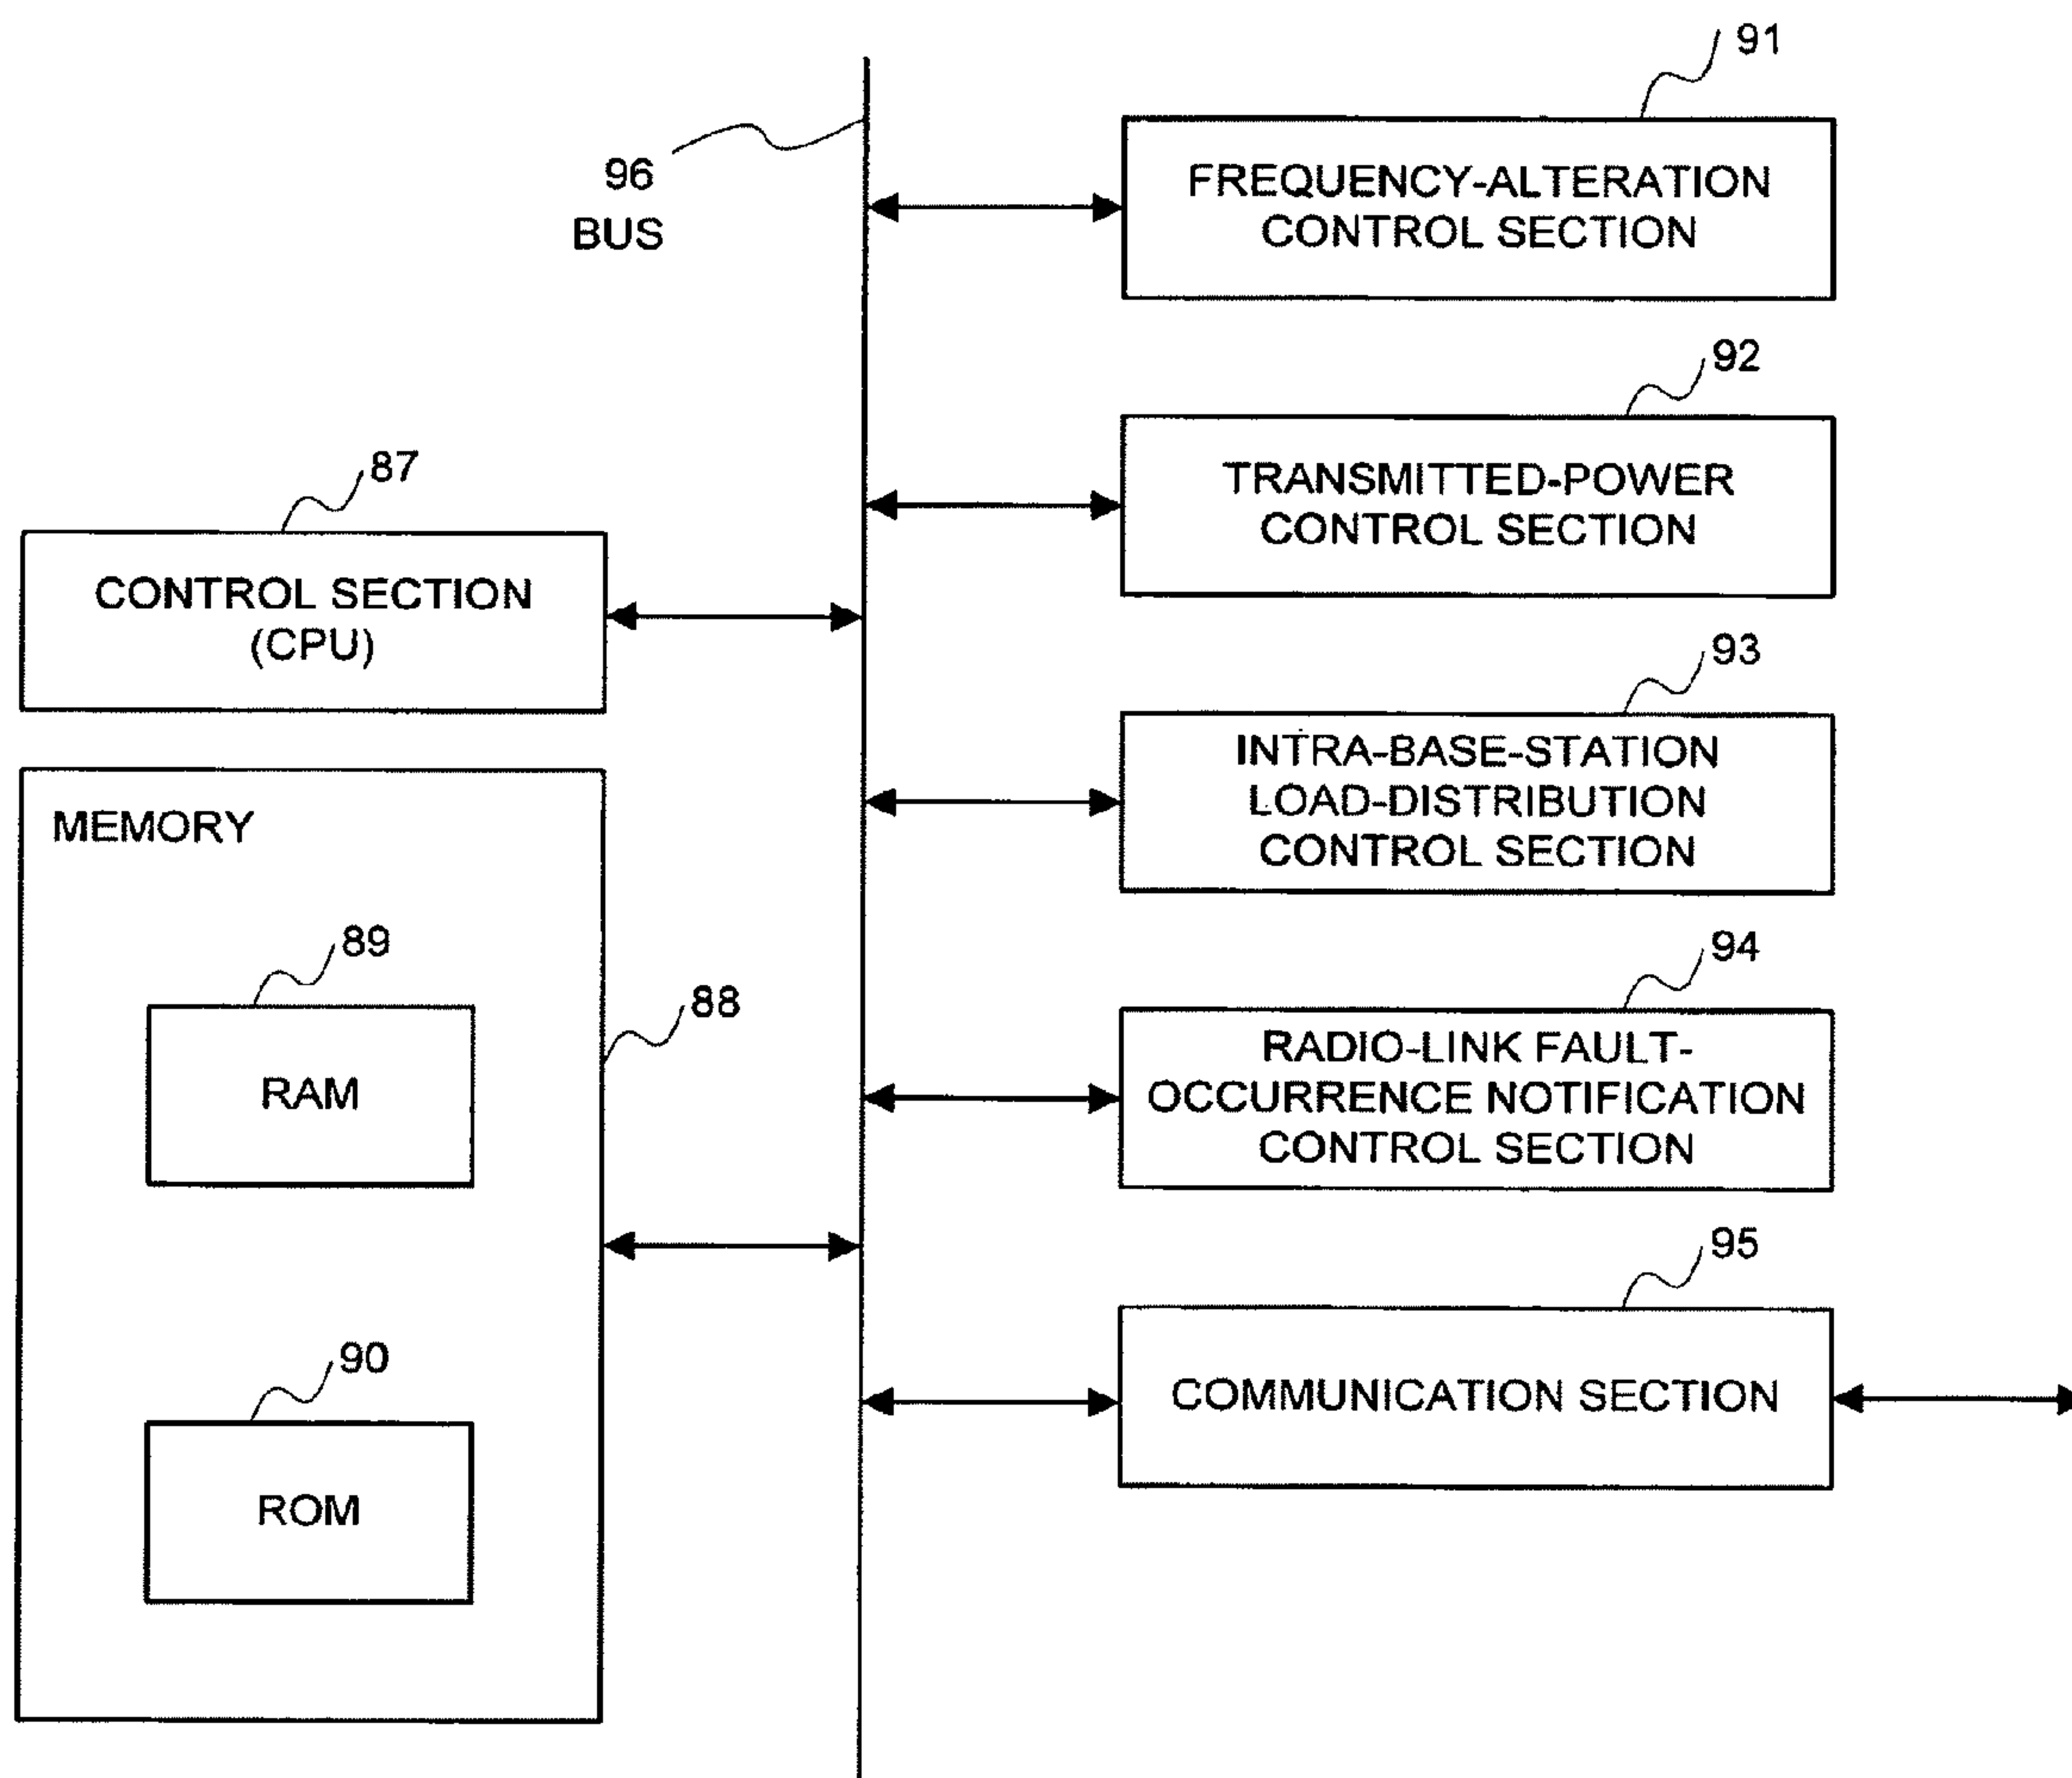 91
96
BUS
FREQUENCY-ALTERATION
CONTROL SECTION
92
87
TRANSMITTED-POWER
CONTROL SECTION
CONTROL SECTION
(CPU)
93
INTRA-BASE-STATION
LOAD-DISTRIBUTION
CONTROL SECTION
MEMORY
89
88
RAM
94
RADIO-LINK FAULT-
OCCURRENCE NOTIFICATION
CONTROL SECTION
95
COMMUNICATION SECTION
90
ROM